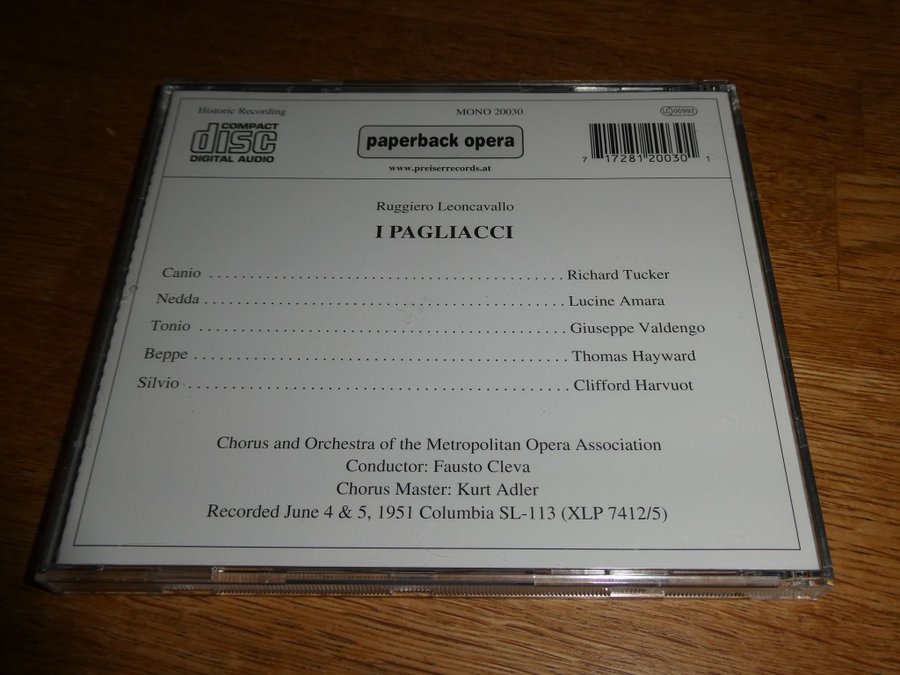 Historic Recording
MONO 20030
LC 00992
COMPACT
disc
DIGITAL AUDIO
paperback opera
www.preiserrecords.at
7 17281 20030 1
Ruggiero Leoncavallo
I PAGLIACCI
Canio ........................................ Richard Tucker
Nedda ........................................ Lucine Amara
Tonio ........................................ Giuseppe Valdengo
Beppe ........................................ Thomas Hayward
Silvio ........................................ Clifford Harvuot
Chorus and Orchestra of the Metropolitan Opera Association
Conductor: Fausto Cleva
Chorus Master: Kurt Adler
Recorded June 4 & 5, 1951 Columbia SL-113 (XLP 7412/5)